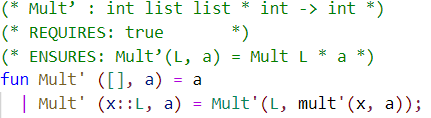 (* Mult’ : int list list * int -> int *)
(* REQUIRES: true        *)
(* ENSURES: Mult’(L, a) = Mult L * a *)
fun Mult' ([], a) = a
  | Mult' (x::L, a) = Mult'(L, mult'(x, a));